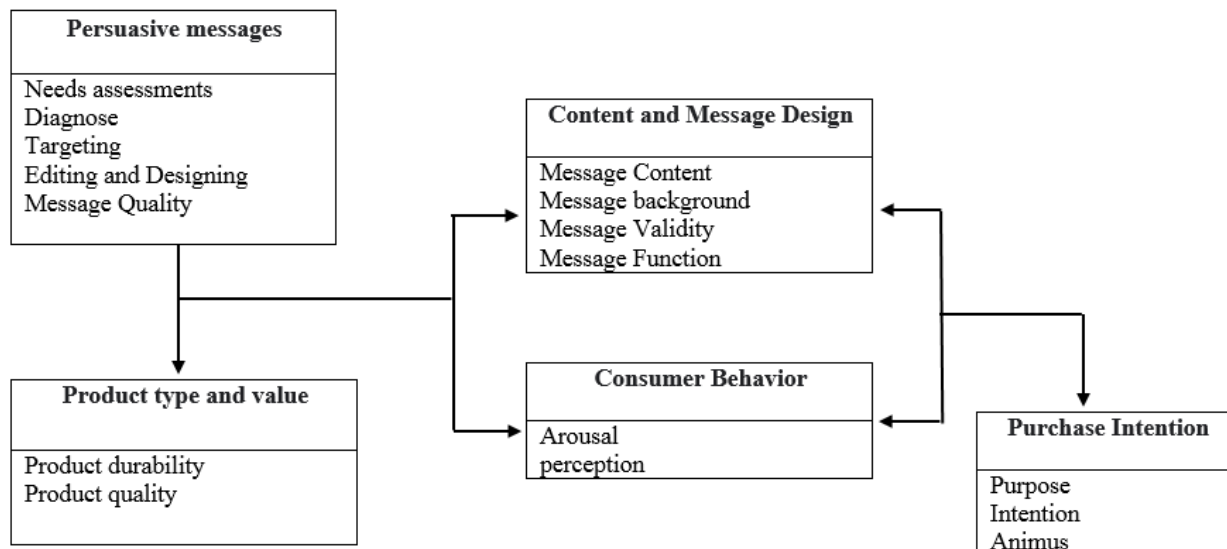 Persuasive messages
Needs assessments
Diagnose
Targeting
Editing and Designing
Message Quality
Content and Message Design
Message Content
Message background
Message Validity
Message Function
Product type and value
Product durability
Product quality
Consumer Behavior
Arousal
perception
Purchase Intention
Purpose
Intention
Animus